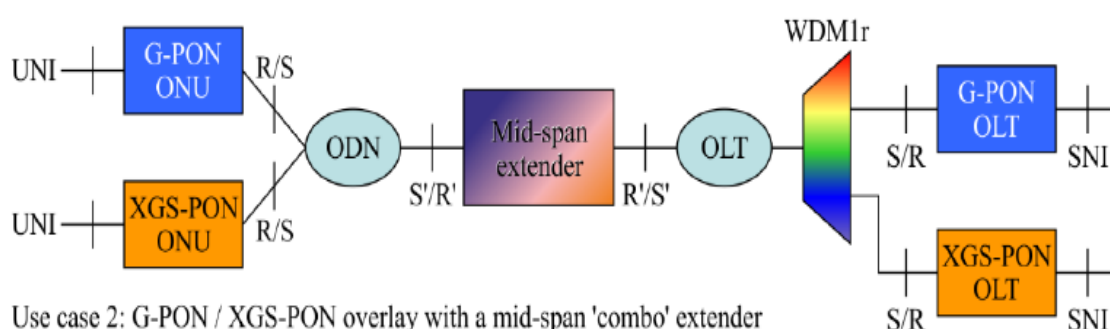 WDM1r
G-PON
ONU
UNI
R/S
ODN
Mid-span
extender
S'/R'
R'/S'
OLT
G-PON
OLT
S/R
SNI
XGS-PON
ONU
UNI
R/S
XGS-PON
OLT
S/R
SNI
Use case 2: G-PON / XGS-PON overlay with a mid-span 'combo' extender